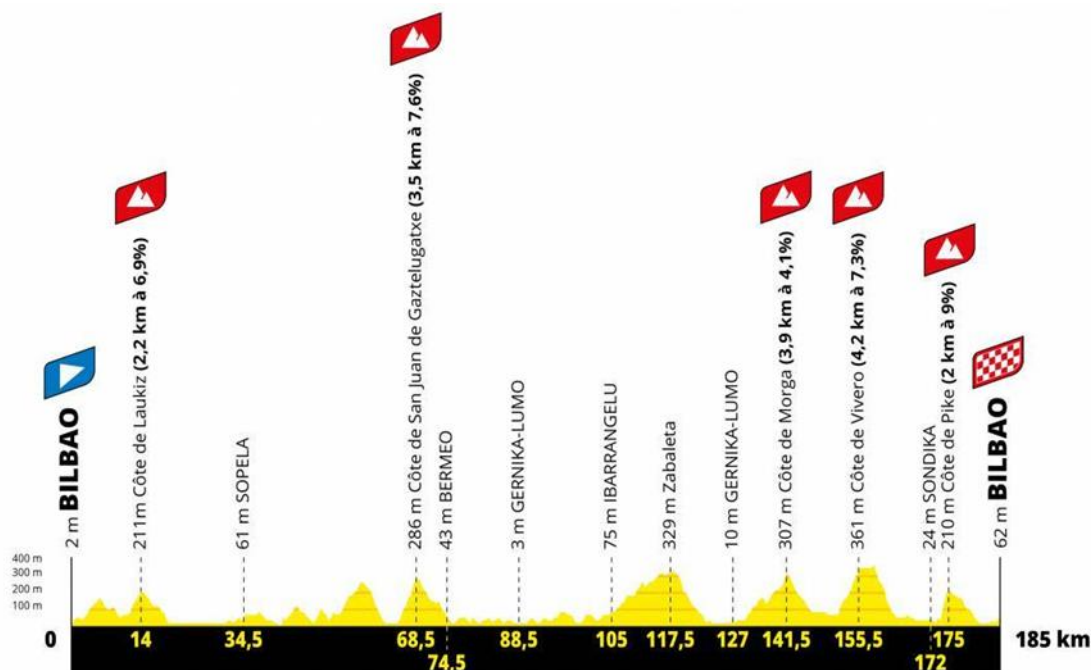 2 m BILBAO
211m Côte de Laukiz (2,2 km à 6,9%)
61 m SOPELA
286 m Côte de San Juan de Gaztelugatxe (3,5 km à 7,6%)
43 m BERMEO
3 m GERNIKA-LUMO
75 m IBARRANGELU
329 m Zabaleta
10 m GERNIKA-LUMO
307 m Côte de Morga (3,9 km à 4,1%)
361 m Côte de Vivero (4,2 km à 7,3%)
24 m SONDIKA
210 m Côte de Pike (2 km à 9%)
62 m BILBAO
400 m
300 m
200 m
100 m
0 14 34,5 68,5 88,5 105 117,5 127 141,5 155,5 175 185 km
74,5 172